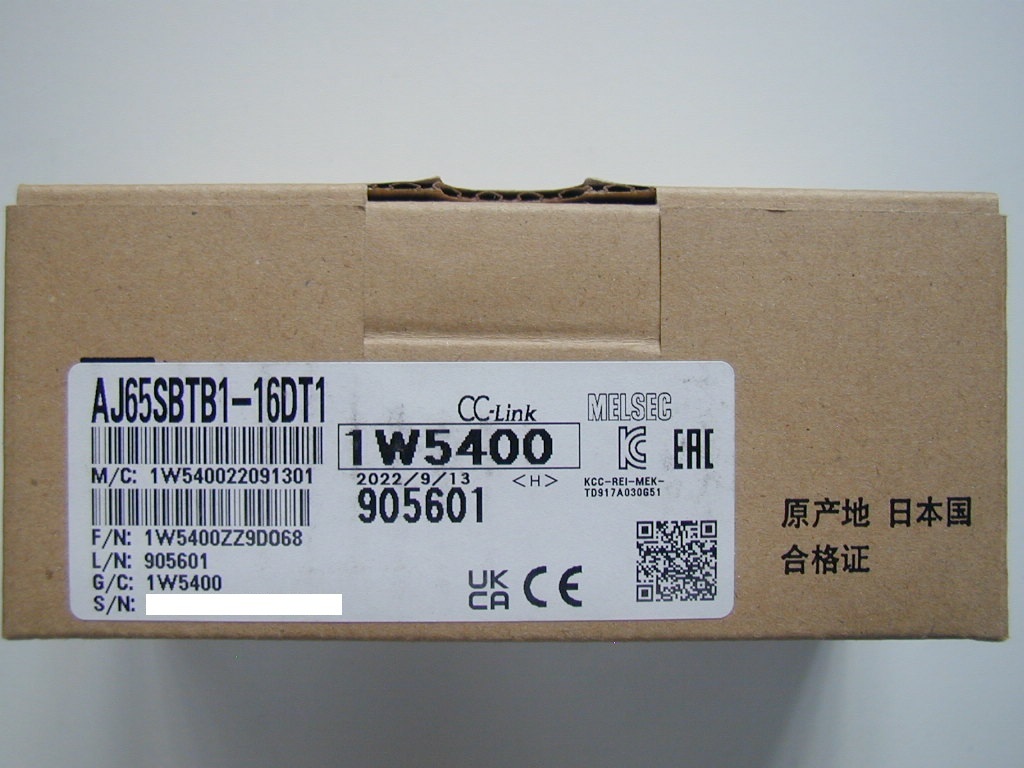 AJ65SBTB1-16DT1
CC-Link
MELSEC
1W5400
EAC
M/C: 1W540022091301
2022/9/13 <H>
KCC-REI-MEK-
TD917A030G51
905601
F/N: 1W5400ZZ9D068
L/N: 905601
G/C: 1W5400
S/N:
UK
CA CE
原产地 日本国
合格证